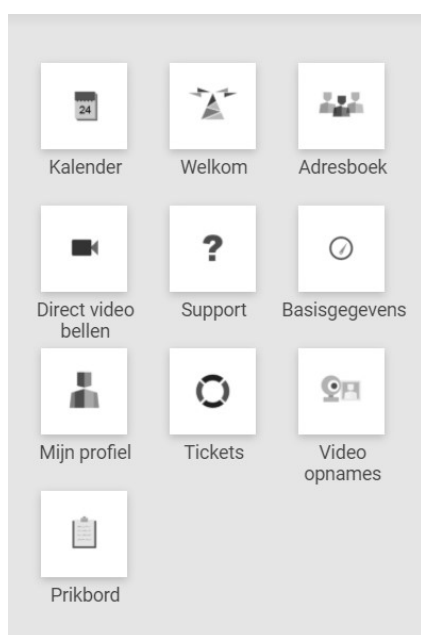 24
Kalender
Welkom
Adresboek
Direct video
bellen
?
Support
Basisgegevens
Mijn profiel
Tickets
Video
opnames
Prikbord